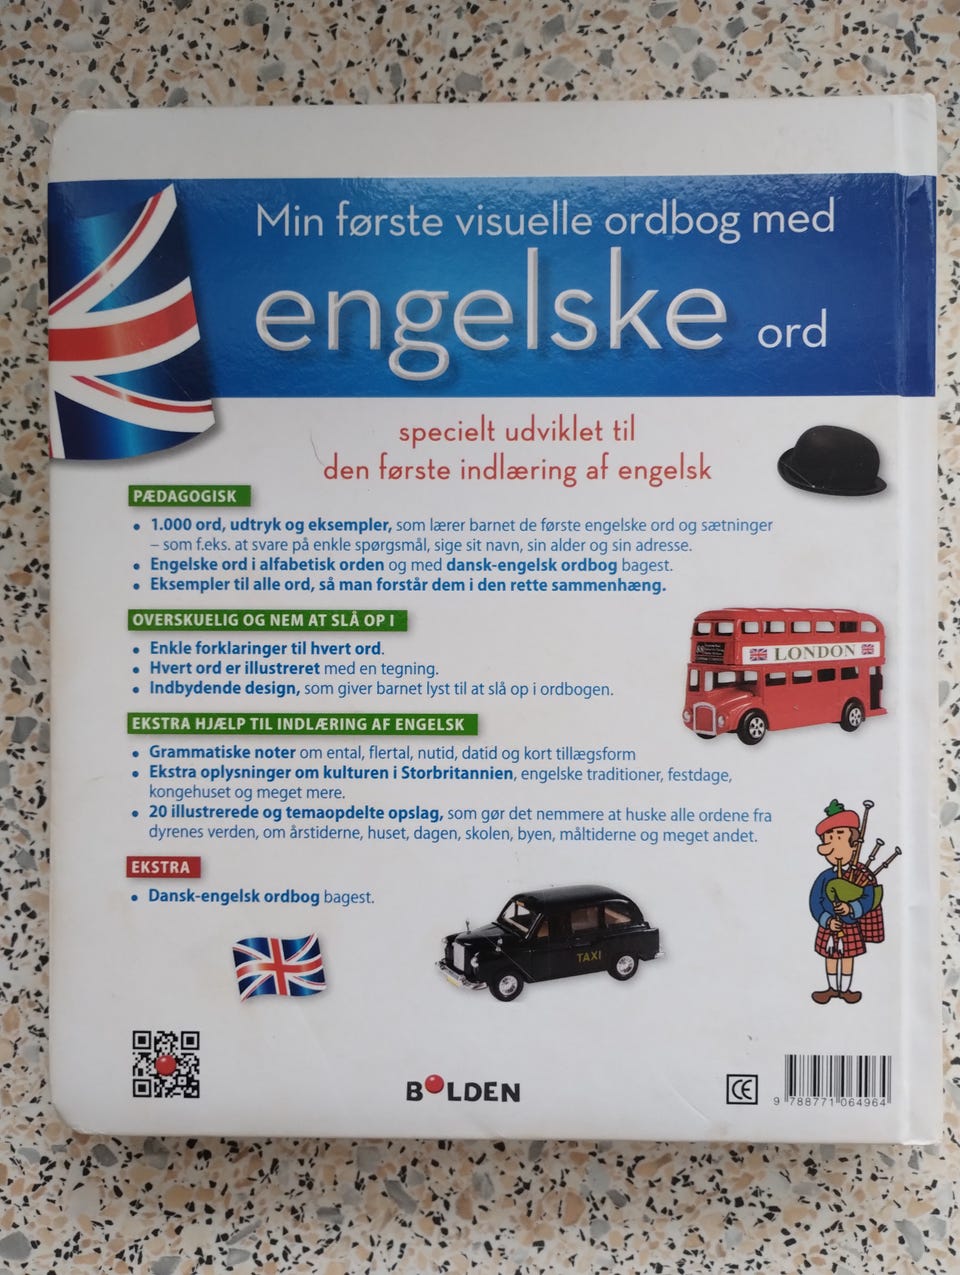 Min første visuelle ordbog med
engelske ord
specielt udviklet til
den første indlæring af engelsk
PÆDAGOGISK
• 1.000 ord, udtryk og eksempler, som lærer barnet de første engelske ord og sætninger
– som f.eks. at svare på enkle spørgsmål, sige sit navn, sin alder og sin adresse.
• Engelske ord i alfabetisk orden og med dansk-engelsk ordbog bagest.
• Eksempler til alle ord, så man forstår dem i den rette sammenhæng.
OVERSKUELIG OG NEM AT SLÅ OP I
• Enkle forklaringer til hvert ord.
• Hvert ord er illustreret med en tegning.
• Indbydende design, som giver barnet lyst til at slå op i ordbogen.
LONDON
EKSTRA HJÆLP TIL INDLÆRING AF ENGELSK
• Grammatiske noter om ental, flertal, nutid, datid og kort tillægsform
• Ekstra oplysninger om kulturen i Storbritannien, engelske traditioner, festdage,
kongehuset og meget mere.
• 20 illustrerede og temaopdelte opslag, som gør det nemmere at huske alle ordene fra
dyrenes verden, om årstiderne, huset, dagen, skolen, byen, måltiderne og meget andet.
EKSTRA
• Dansk-engelsk ordbog bagest.
TAXI
BOLDEN
CE
9 788771 064964